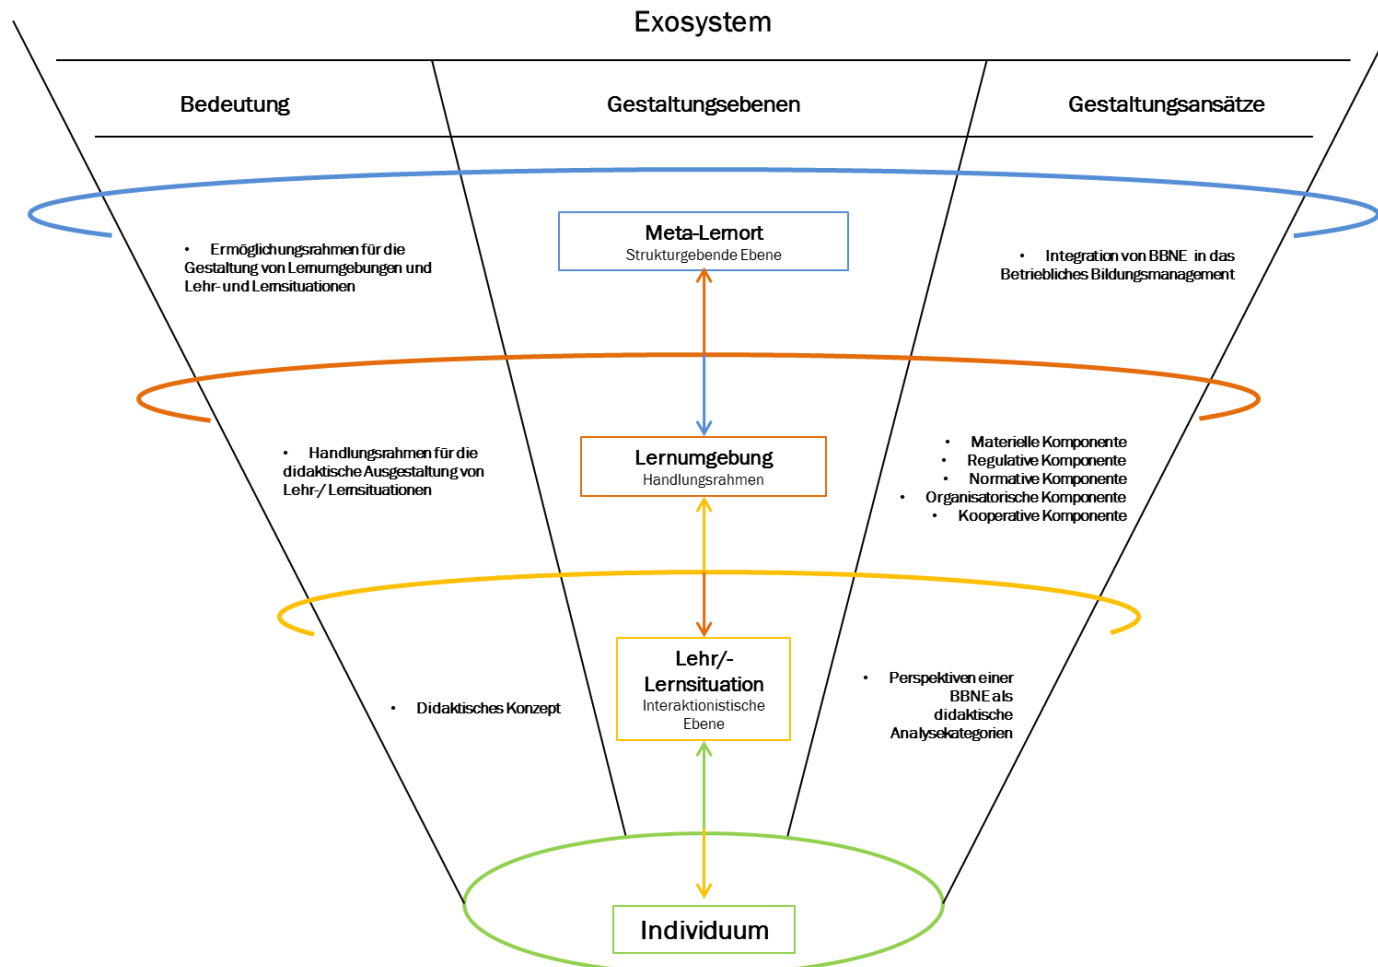 Exosystem
Bedeutung
Gestaltungsebenen
Gestaltungsansätze
• Ermöglichungsrahmen für die
Gestaltung von Lernumgebungen und
Lehr- und Lernsituationen
Meta-Lernort
Strukturgebende Ebene
• Integration von BBNE in das
Betriebliches Bildungsmanagement
• Handlungsrahmen für die
didaktische Ausgestaltung von
Lehr-/ Lernsituationen
Lernumgebung
Handlungsrahmen
• Materielle Komponente
• Regulative Komponente
• Normative Komponente
• Organisatorische Komponente
• Kooperative Komponente
• Didaktisches Konzept
Lehr/-
Lernsituation
Interaktionistische
Ebene
• Perspektiven einer
BBNE als
didaktische
Analysekategorien
Individuum